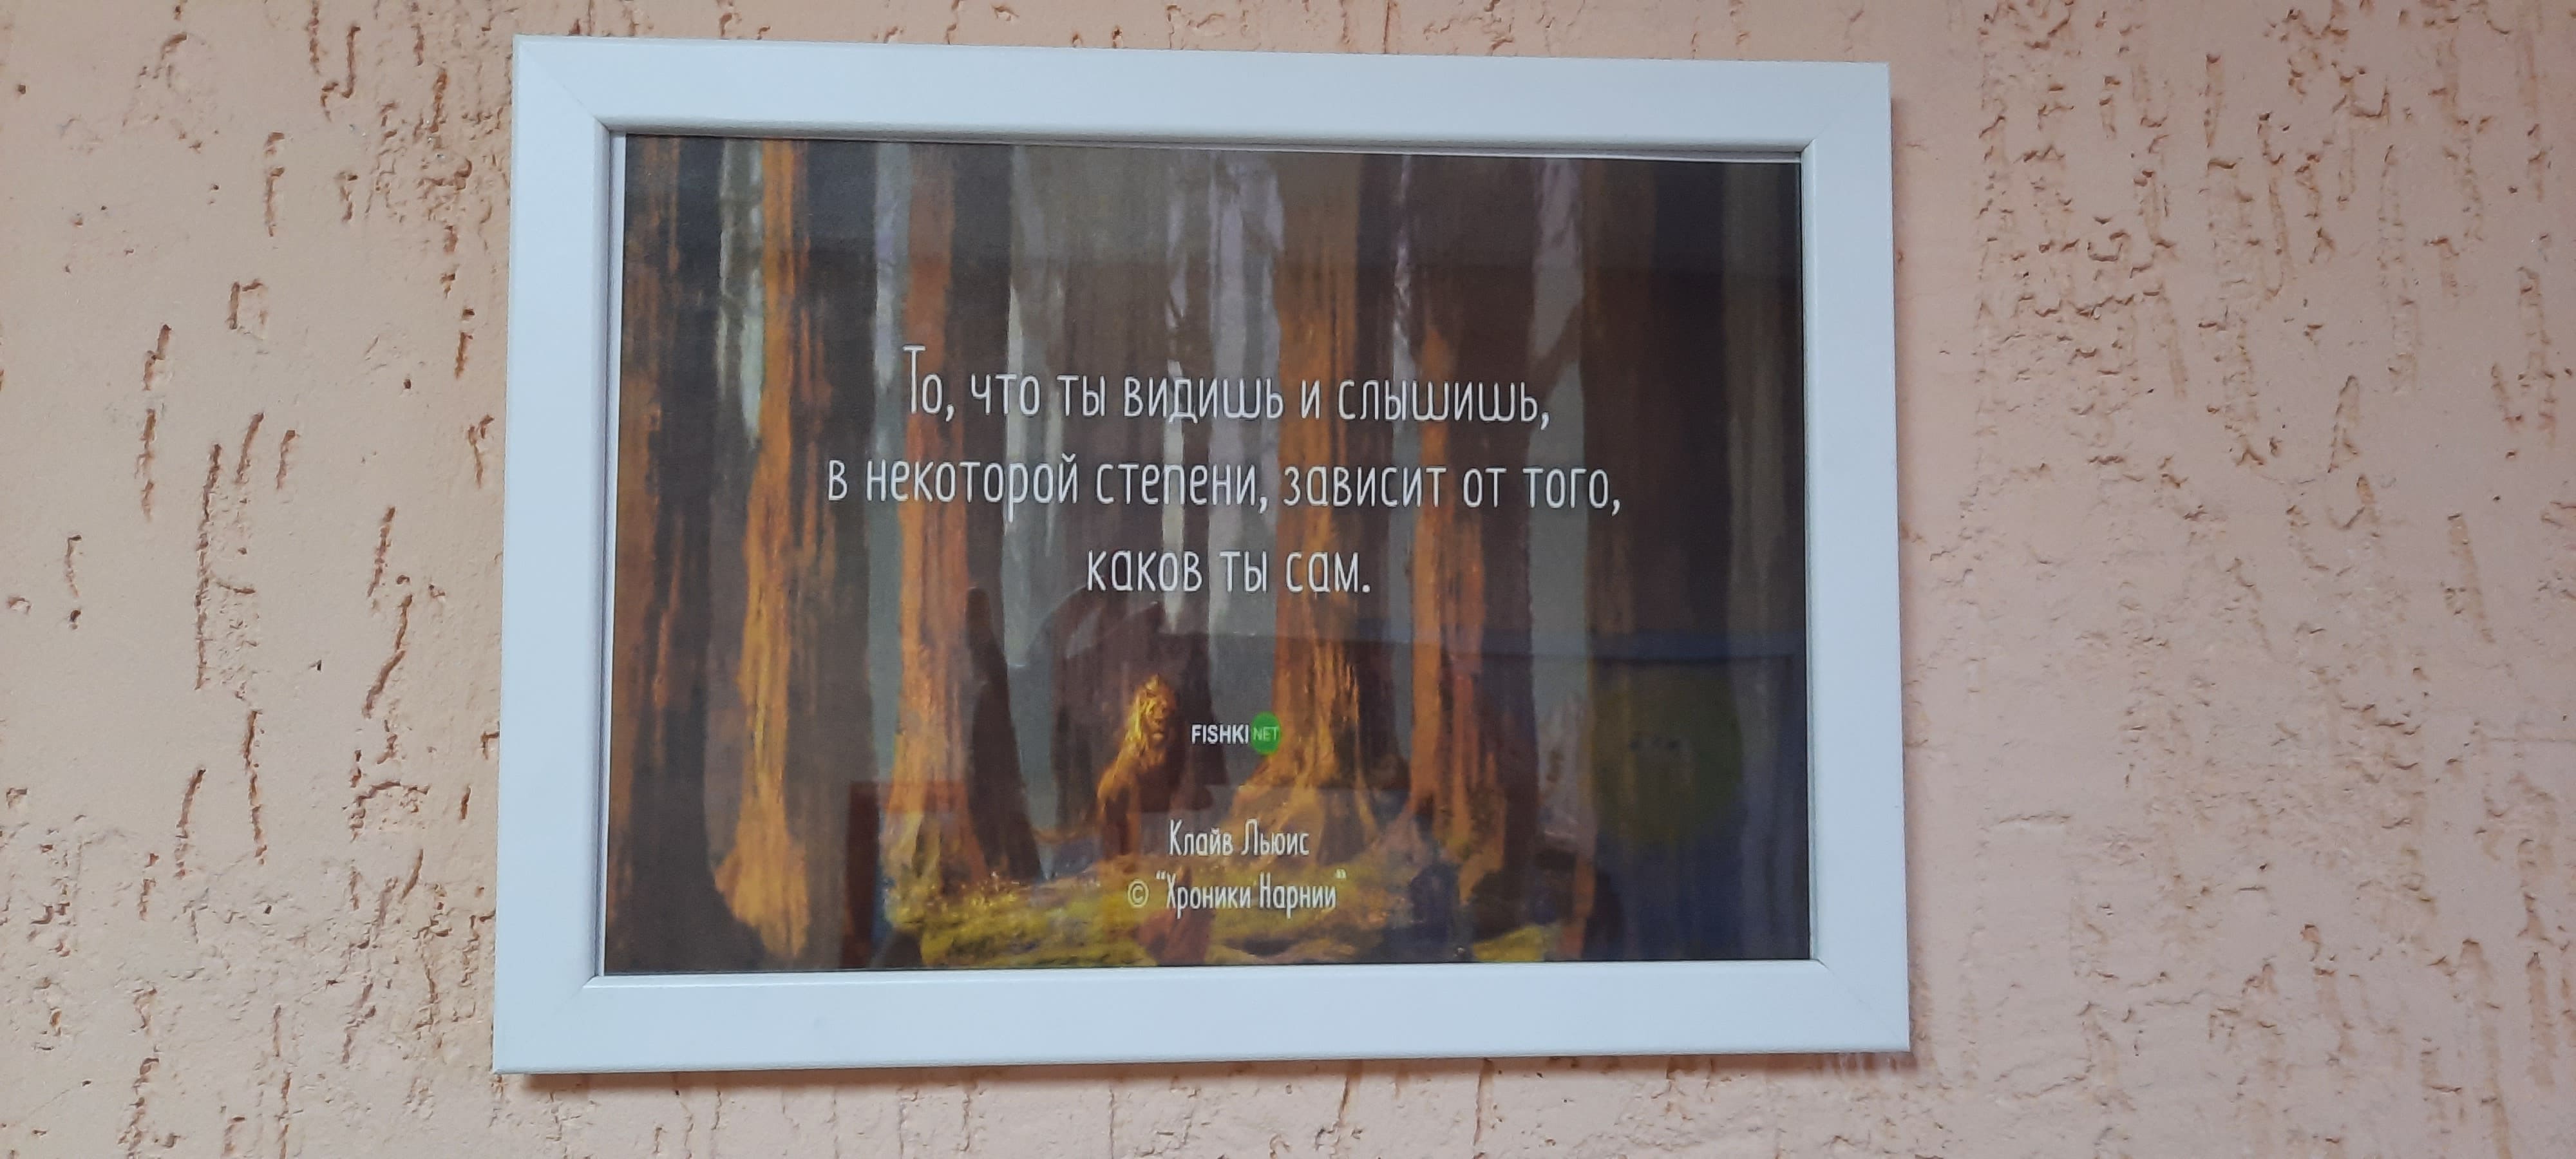 То, что ты видишь и слышишь,
в некоторой степени, зависит от того,
каков ты сам.
FISHKI NET
Клайв Льюис
© "Хроники Нарнии"